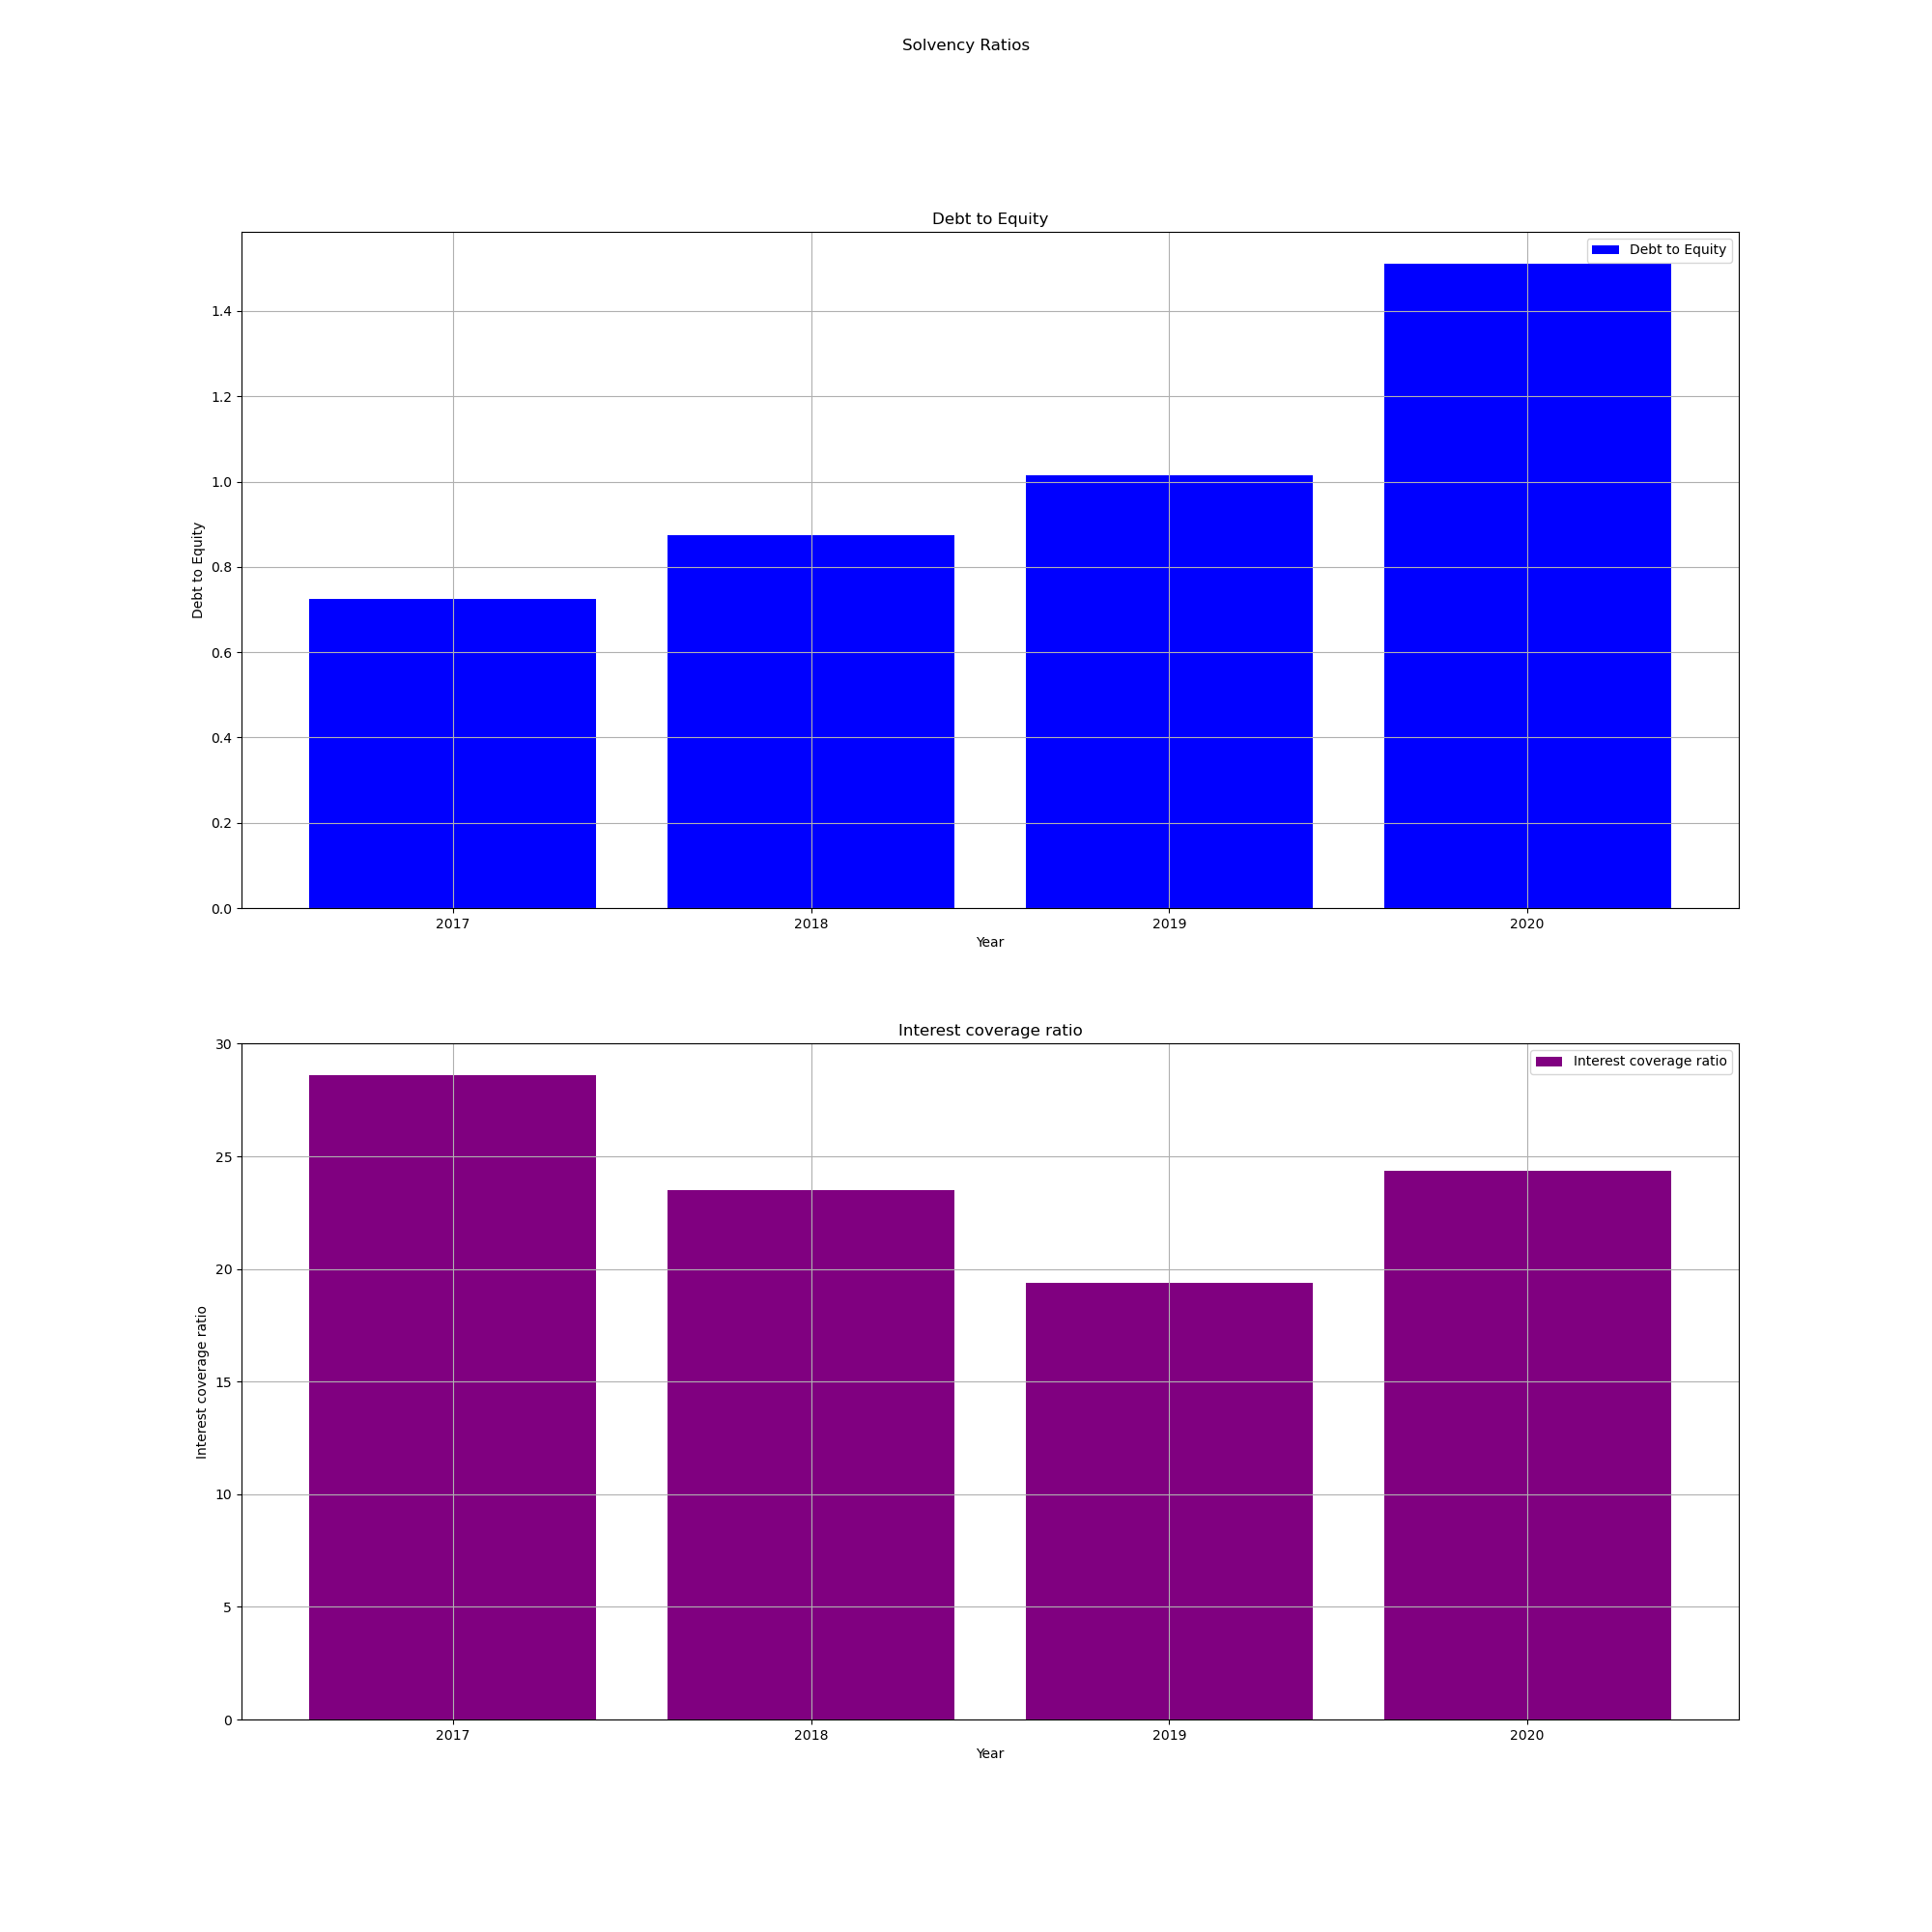 Solvency Ratios
Debt to Equity
Debt to Equity
1.4
1.2
1.0
0.8
0.6
0.4
0.2
0.0
Debt to Equity
2017 2018 2019 2020
Year
Interest coverage ratio
Interest coverage ratio
30
25
20
15
10
5
0
Interest coverage ratio
2017 2018 2019 2020
Year